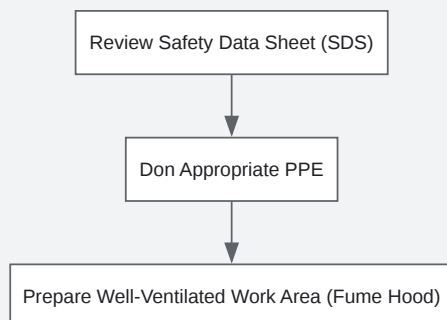 Review Safety Data Sheet (SDS)
Don Appropriate PPE
Prepare Well-Ventilated Work Area (Fume Hood)